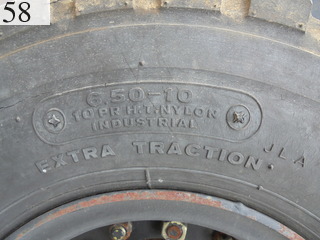 58
6.50-10
10PR H.T. NYLON
INDUSTRIAL
EXTRA TRACTION JLA